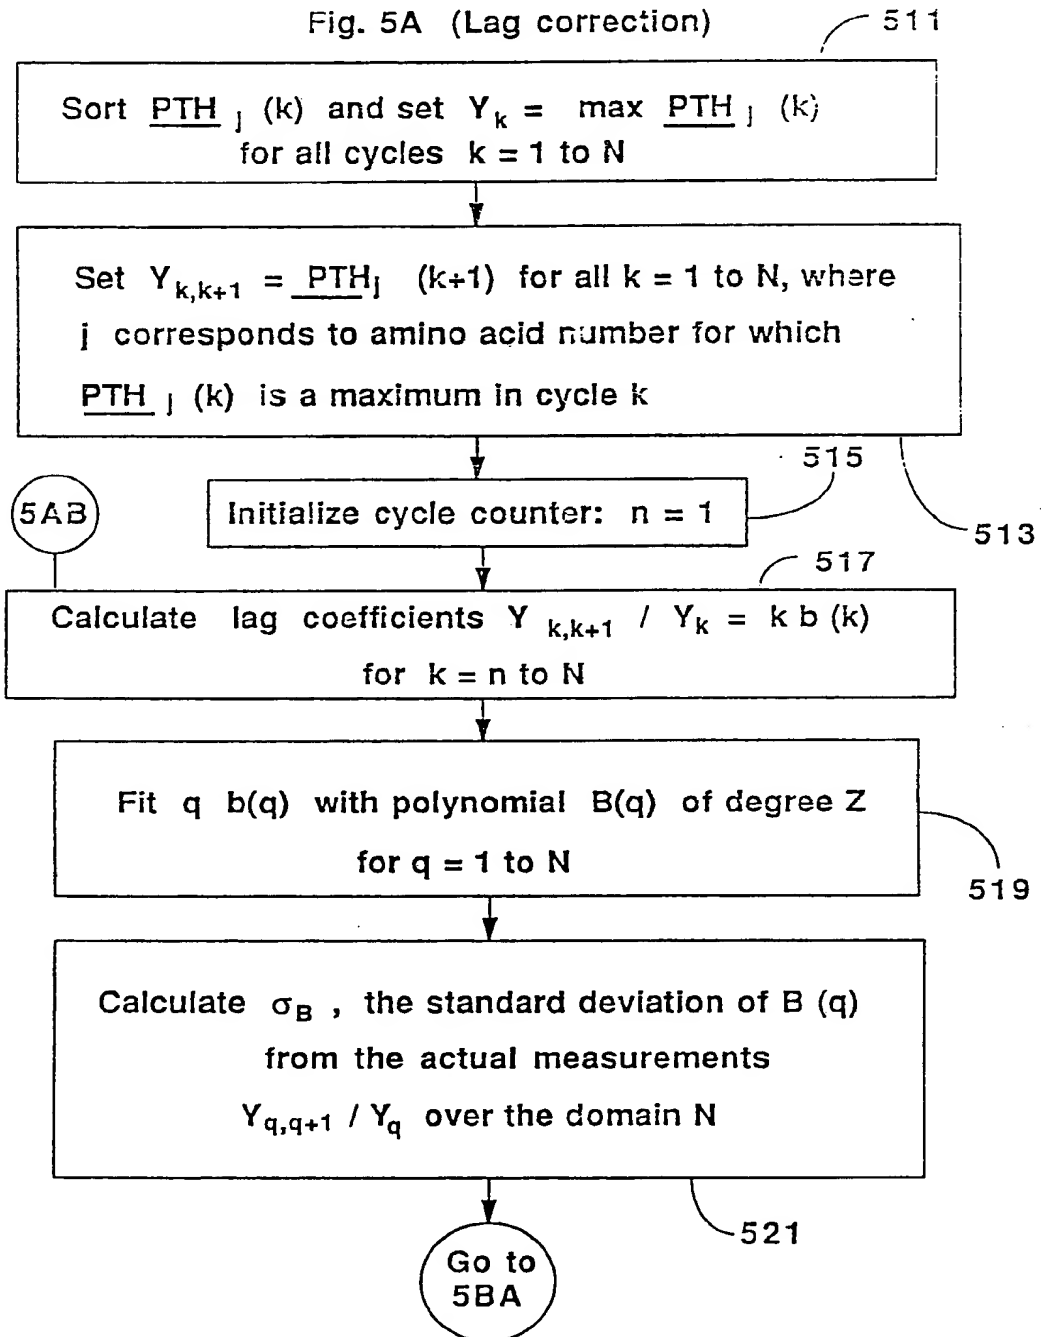 Fig. 5A (Lag correction)
511
Sort PTH j (k) and set Yk = max PTH j (k)
for all cycles k = 1 to N
Set Yk,k+1 = PTHj (k+1) for all k = 1 to N, where
j corresponds to amino acid number for which
PTH j (k) is a maximum in cycle k
515
5AB
Initialize cycle counter: n = 1
513
517
Calculate lag coefficients Y k,k+1 / Yk = k b (k)
for k = n to N
Fit q b(q) with polynomial B(q) of degree Z
for q = 1 to N
519
Calculate σB , the standard deviation of B (q)
from the actual measurements
Yq,q+1 / Yq over the domain N
521
Go to
5BA